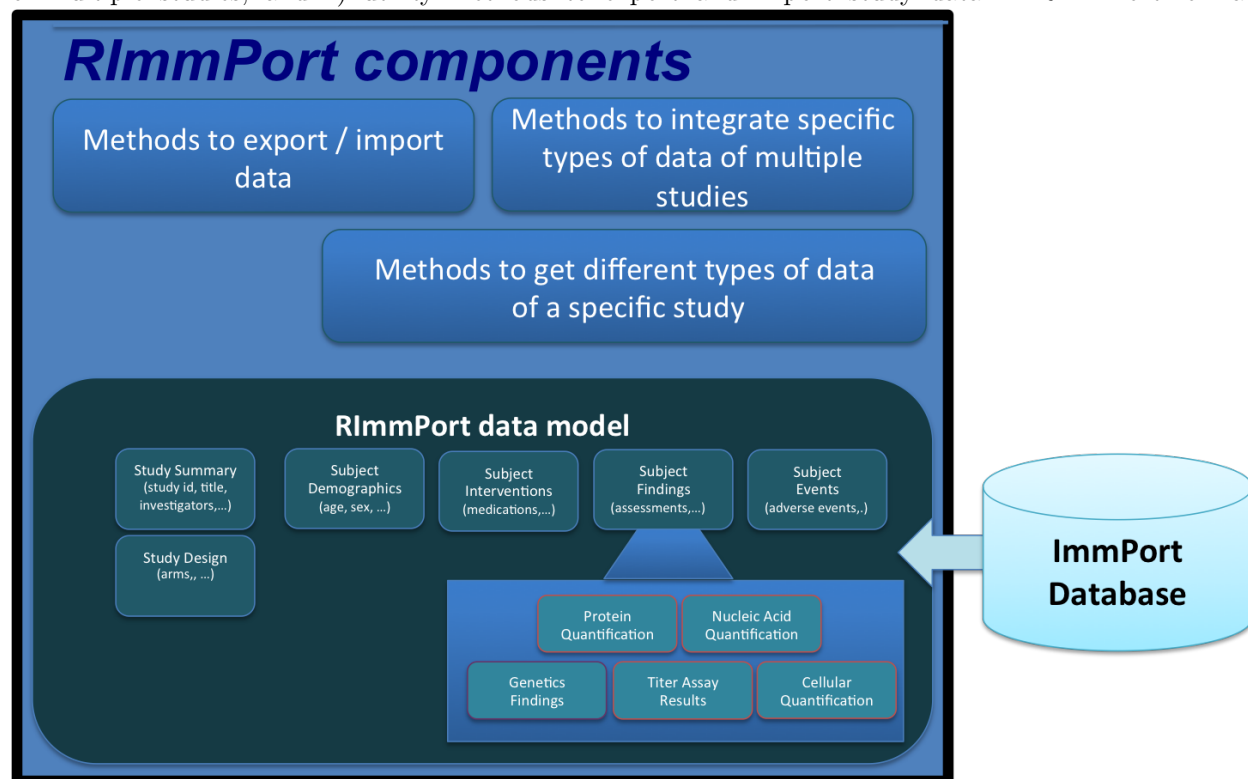 RImmPort components
Methods to export / import
data
Methods to integrate specific
types of data of multiple
studies
Methods to get different types of data
of a specific study
RImmPort data model
Study Summary
(study id, title,
investigators,…)
Subject
Demographics
(age, sex, …)
Subject
Interventions
(medications,…)
Subject
Findings
(assessments,…)
Subject
Events
(adverse events,.)
Study Design
(arms,, …)
Protein
Quantification
Nucleic Acid
Quantification
Genetics
Findings
Titer Assay
Results
Cellular
Quantification
ImmPort
Database